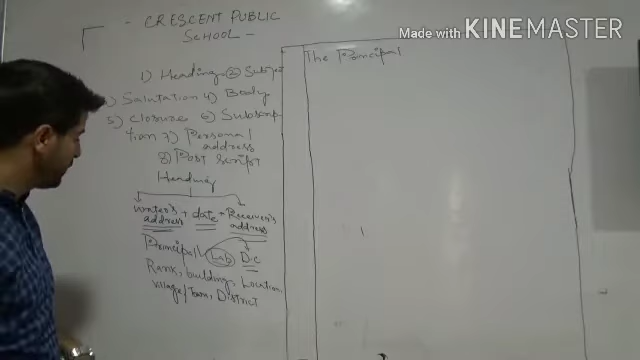 Made with KINEMASTER
- CRESCENT PUBLIC
SCHOOL -
1) Heading 2) Subject
3) Salutation 4) Body
5) closure 6) Subscrip-
tion 7) Personal
address
8) Post script
Heading
writer's + date + Receiver's
address address
Principal Lab D.C
Rank, building, Location,
village/Town, District
The Principal